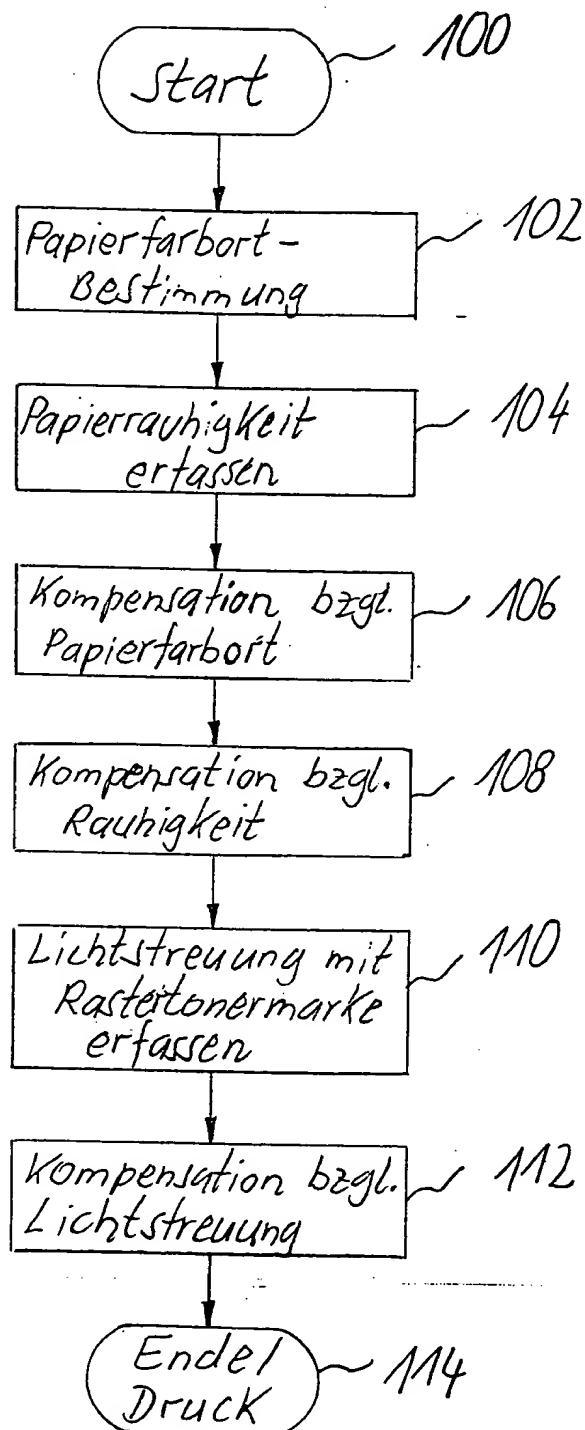 100
Start
102
Papierfarbort-
Bestimmung
104
Papierrauhigkeit
erfassen
106
Kompensation bzgl.
Papierfarbort
108
Kompensation bzgl.
Rauhigkeit
110
Lichtstreuung mit
Rastertonermarke
erfassen
112
Kompensation bzgl.
Lichtstreuung
Ende/
Druck
114